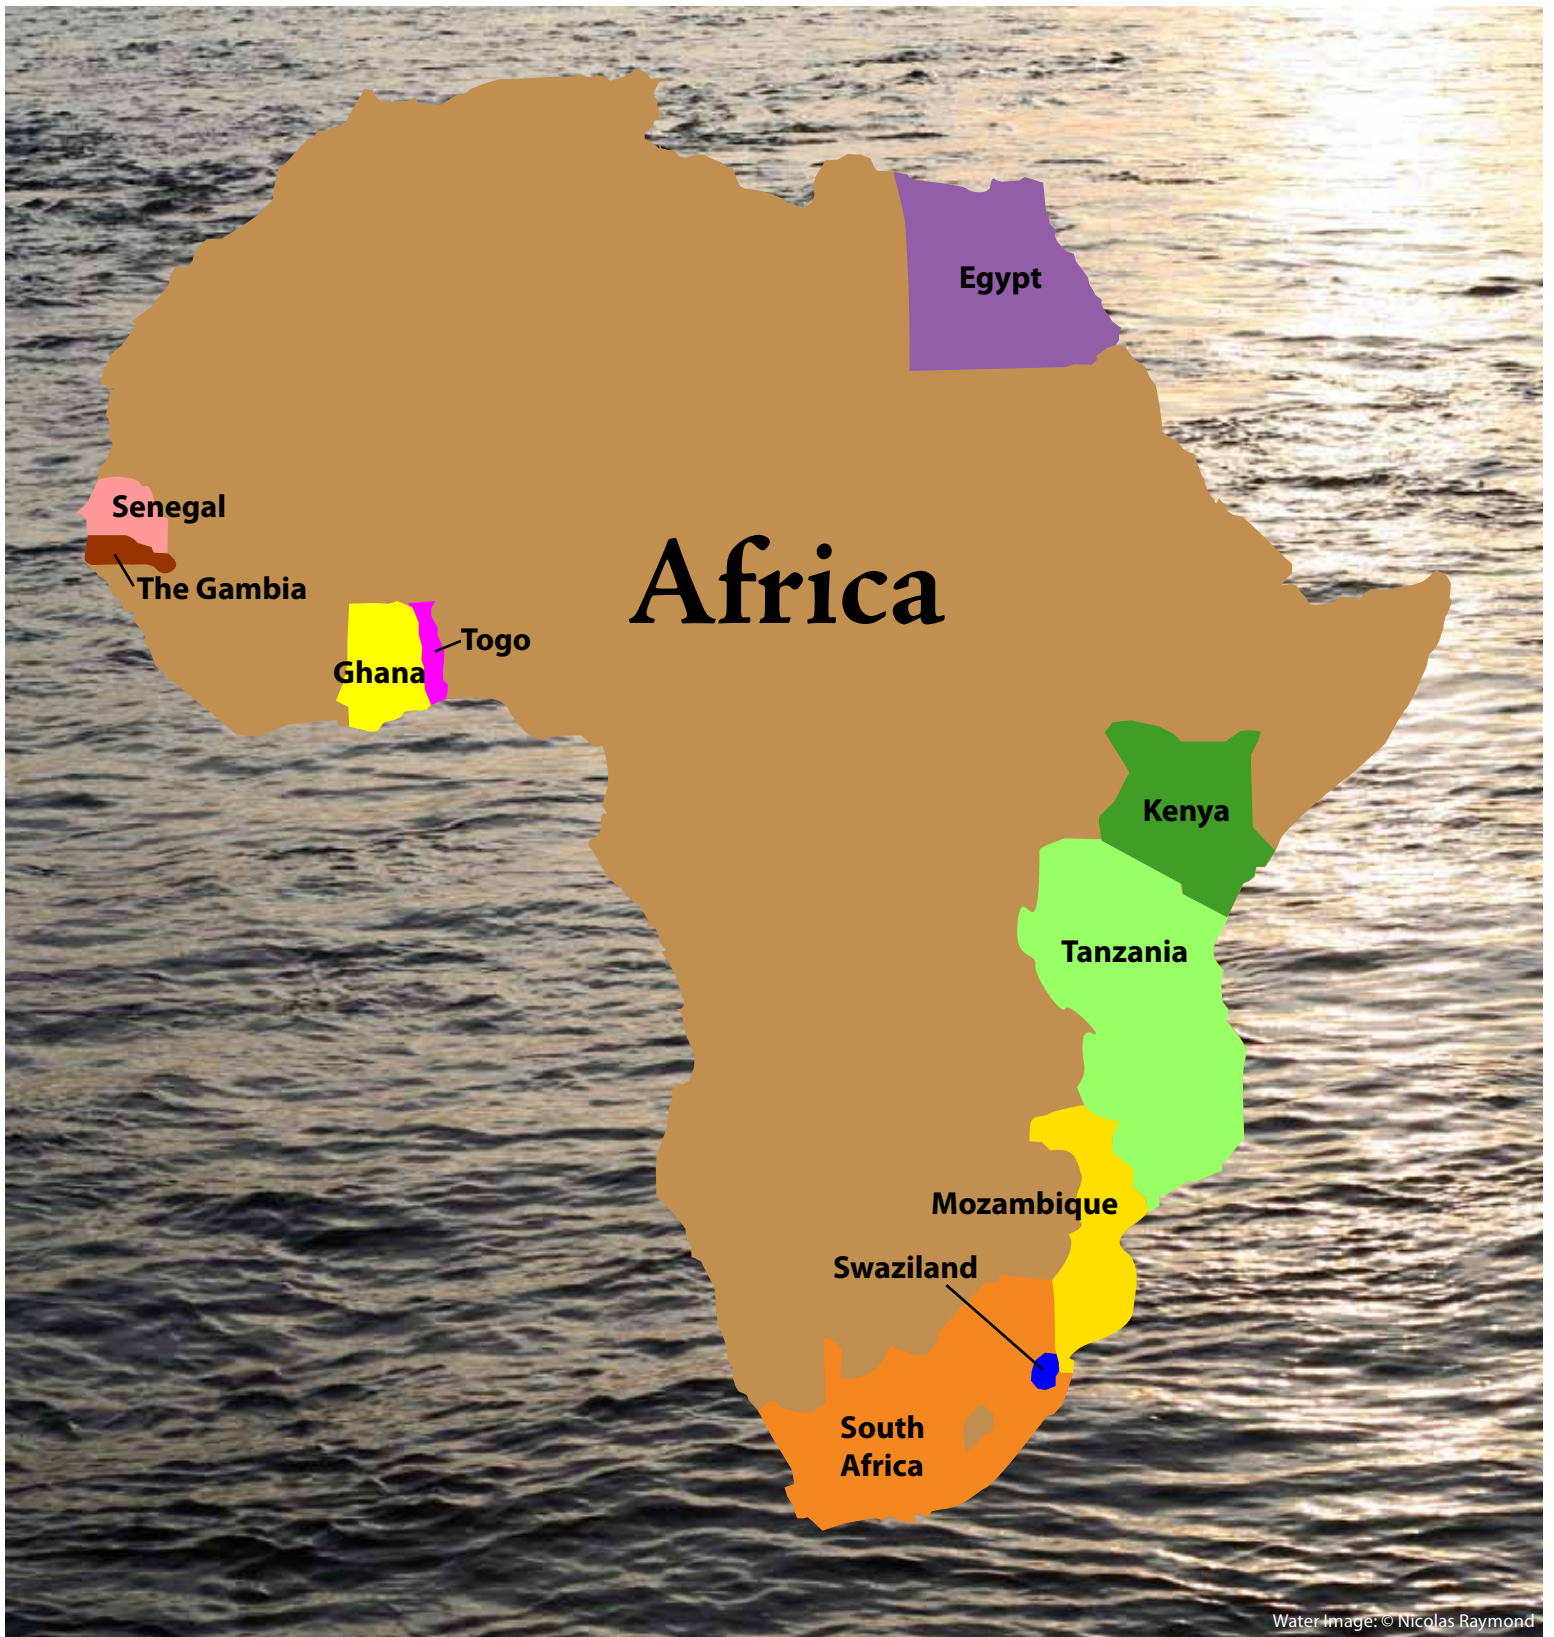 Egypt
Senegal
Africa
The Gambia
Togo
Ghana
Kenya
Tanzania
Mozambique
Swaziland
South
Africa
Water Image: © Nicolas Raymond